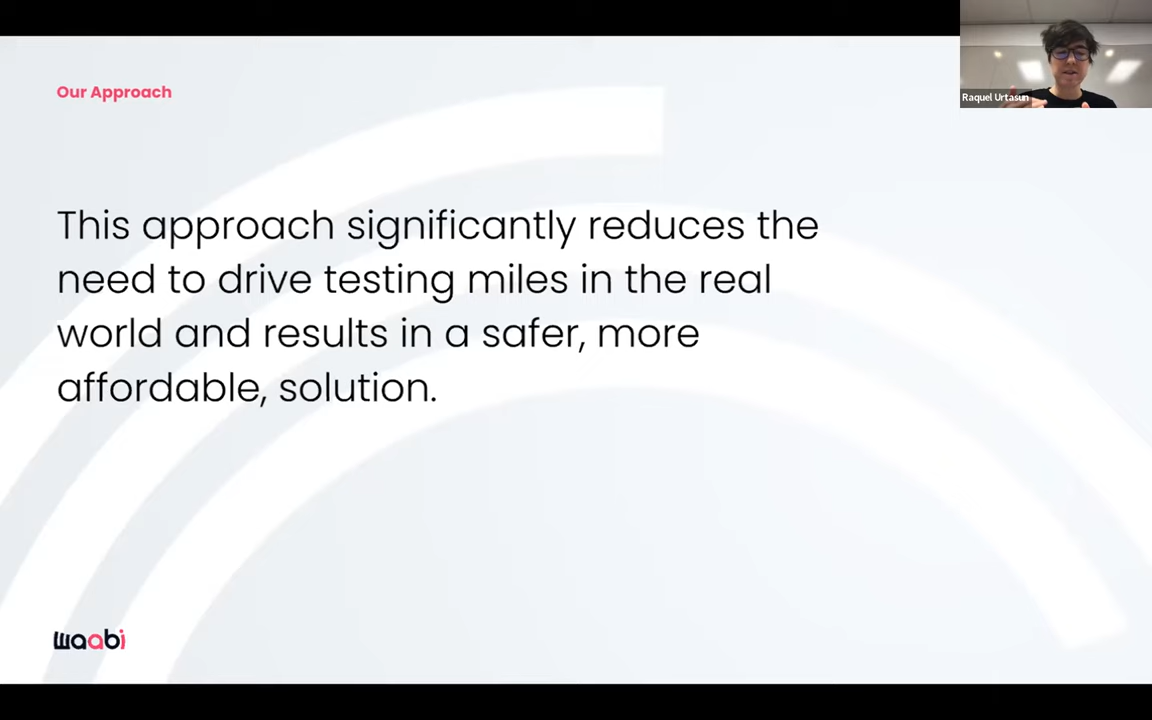 Our Approach
Raquel Urtasun
This approach significantly reduces the
need to drive testing miles in the real
world and results in a safer, more
affordable, solution.
waabi